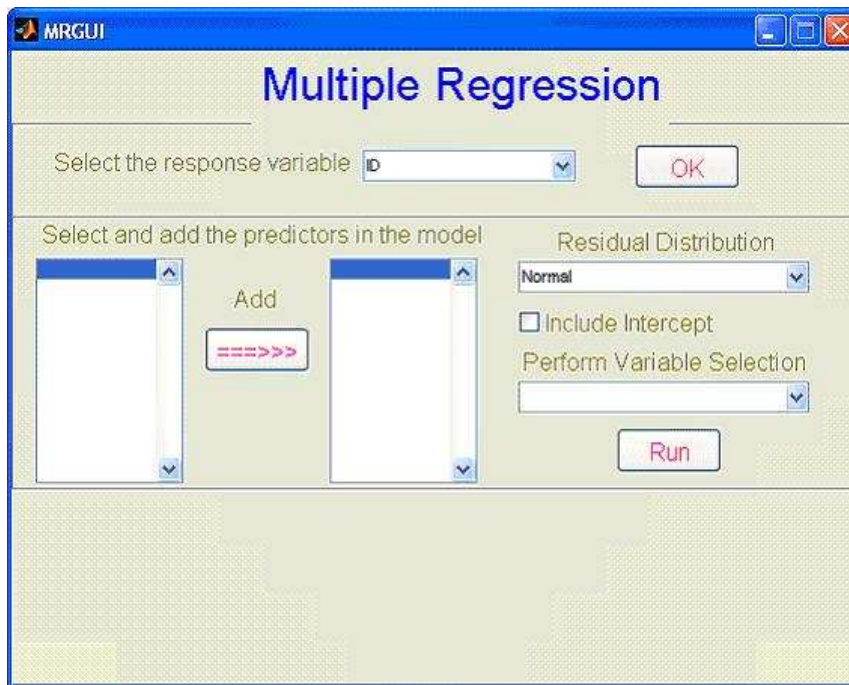 MRGUI
Multiple Regression
Select the response variable ID OK
Select and add the predictors in the model
Residual Distribution
Normal
Add
===>>>
Include Intercept
Perform Variable Selection
Run